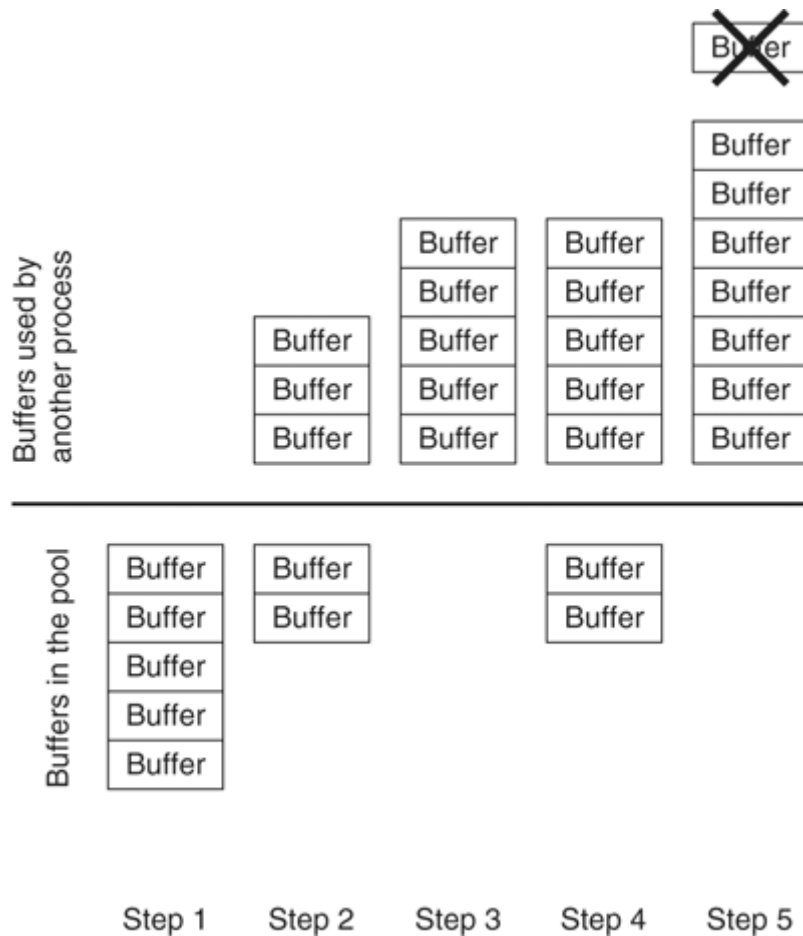 Buffer
Buffer
Buffer
Buffer Buffer Buffer
Buffer Buffer Buffer
Buffer Buffer Buffer Buffer
Buffer Buffer Buffer Buffer
Buffer Buffer Buffer Buffer
Buffers used by
another process
Buffer Buffer Buffer
Buffer Buffer Buffer
Buffer
Buffer
Buffer
Buffers in the pool
Step 1 Step 2 Step 3 Step 4 Step 5